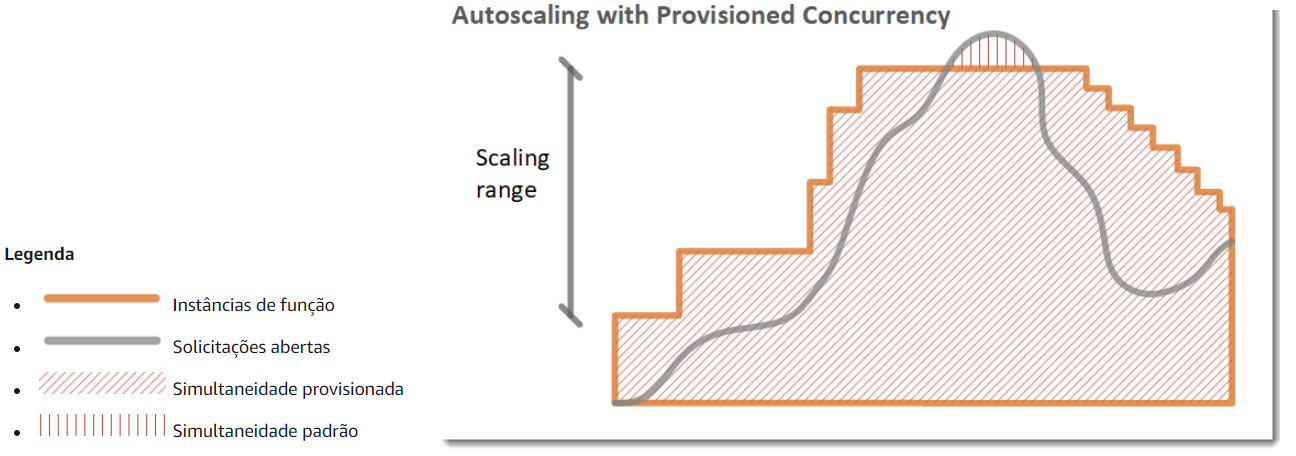 Autoscaling with Provisioned Concurrency
Scaling
range
Legenda
Instâncias de função
Solicitações abertas
Simultaneidade provisionada
Simultaneidade padrão